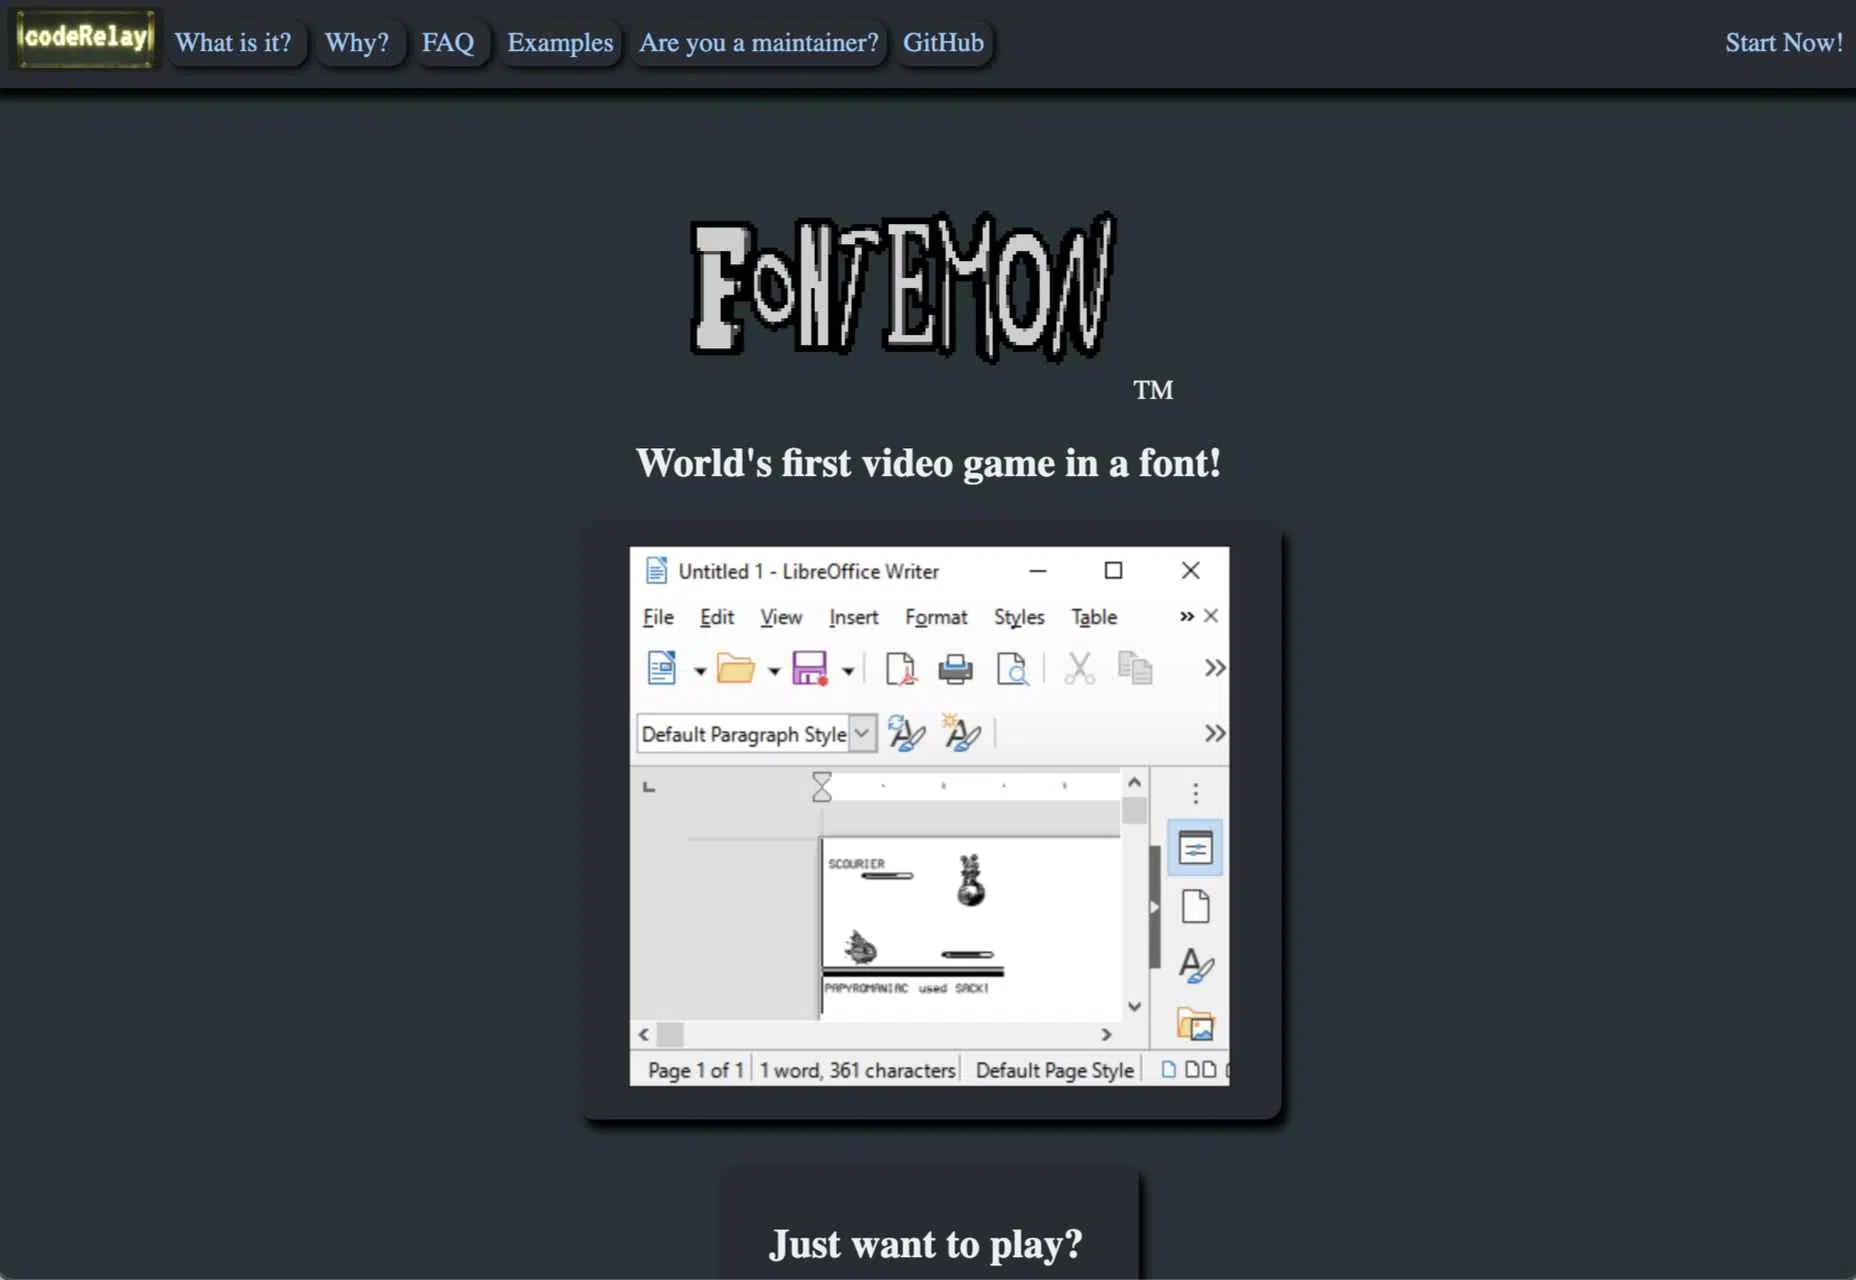 codeRelay
What is it?
Why?
FAQ
Examples
Are you a maintainer?
GitHub
Start Now!
FONTEMON
TM
World's first video game in a font!
Untitled 1 - LibreOffice Writer
File Edit View Insert Format Styles Table
Default Paragraph Style
SCOURIER
PAPYROMANIAC used SACK!
Page 1 of 1 1 word, 361 characters Default Page Style
Just want to play?